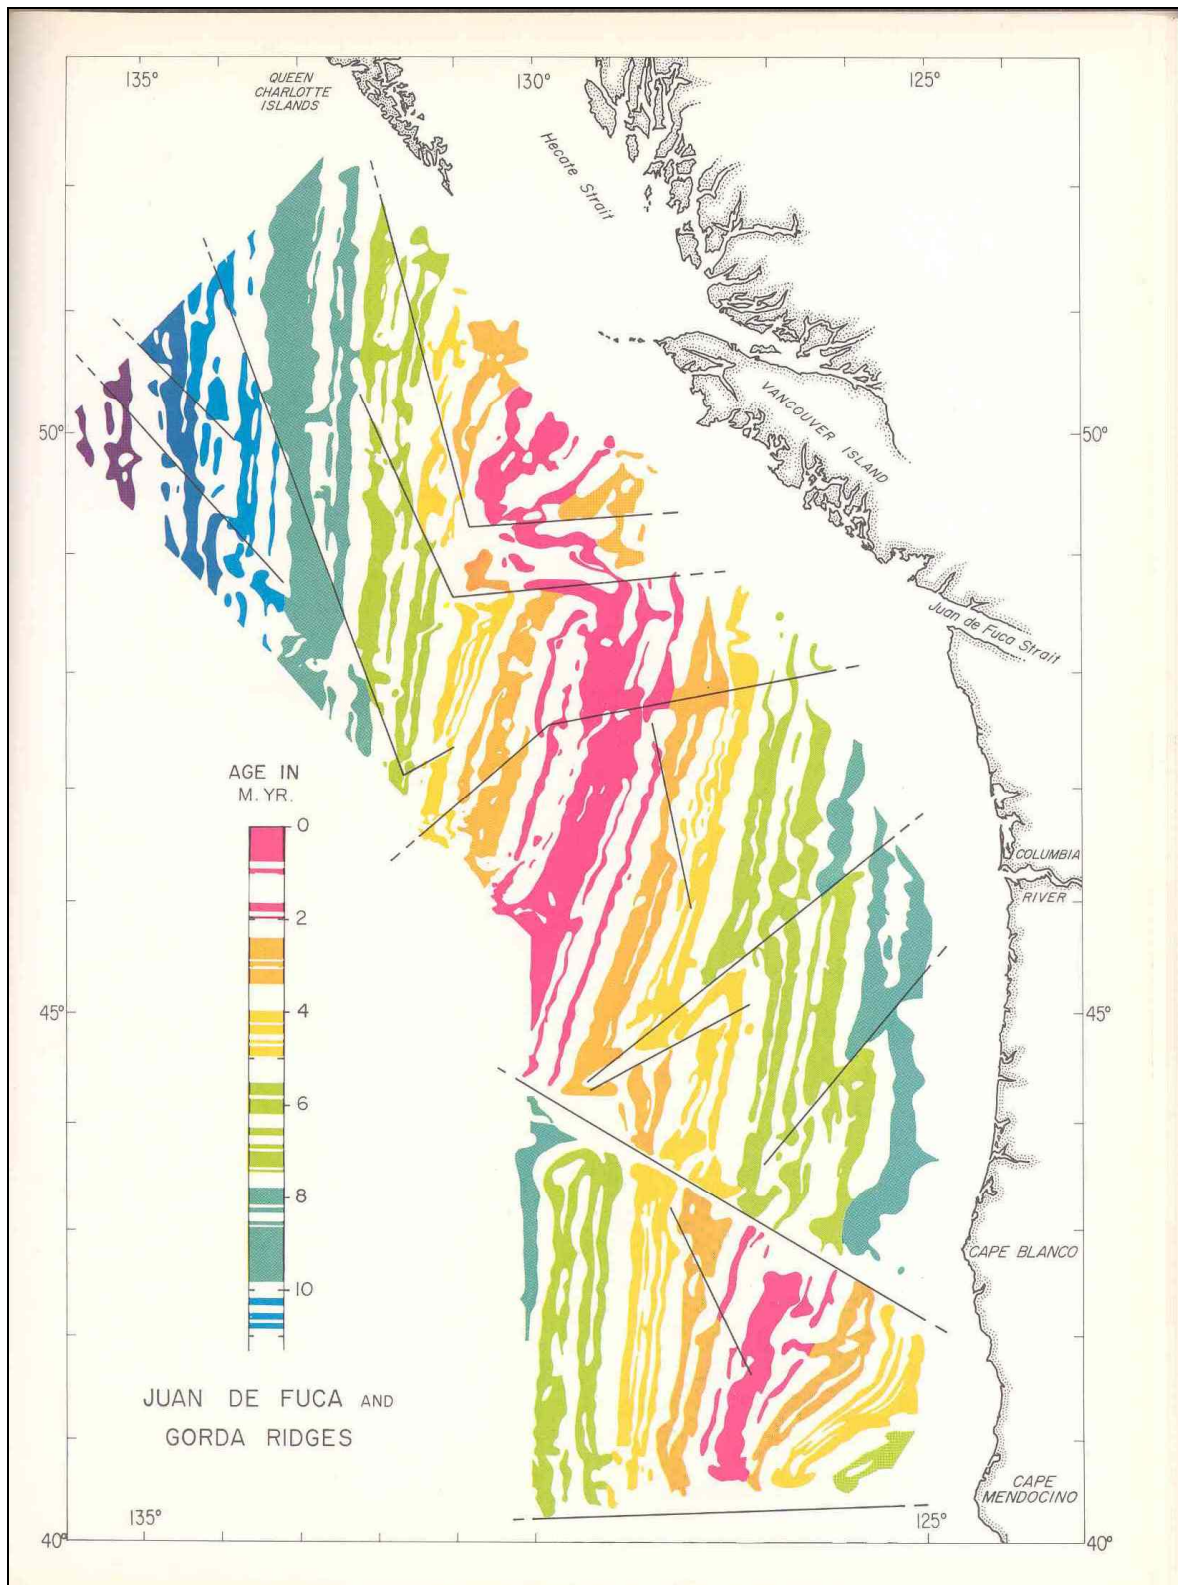 135°
QUEEN
CHARLOTTE
ISLANDS
130°
125°
Hecate Strait
50°
VANCOUVER ISLAND
50°
Juan de Fuca Strait
AGE IN
M. YR.
0
2
4
6
8
10
COLUMBIA
RIVER
45°
45°
CAPE BLANCO
JUAN DE FUCA AND
GORDA RIDGES
CAPE
MENDOCINO
135°
125°
40°
40°